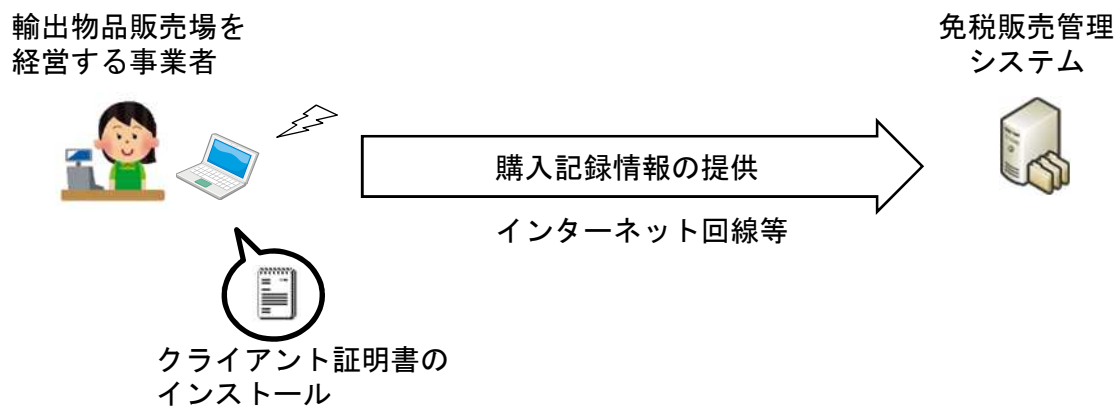 輸出物品販売場を
経営する事業者
免税販売管理
システム
購入記録情報の提供
インターネット回線等
クライアント証明書の
インストール